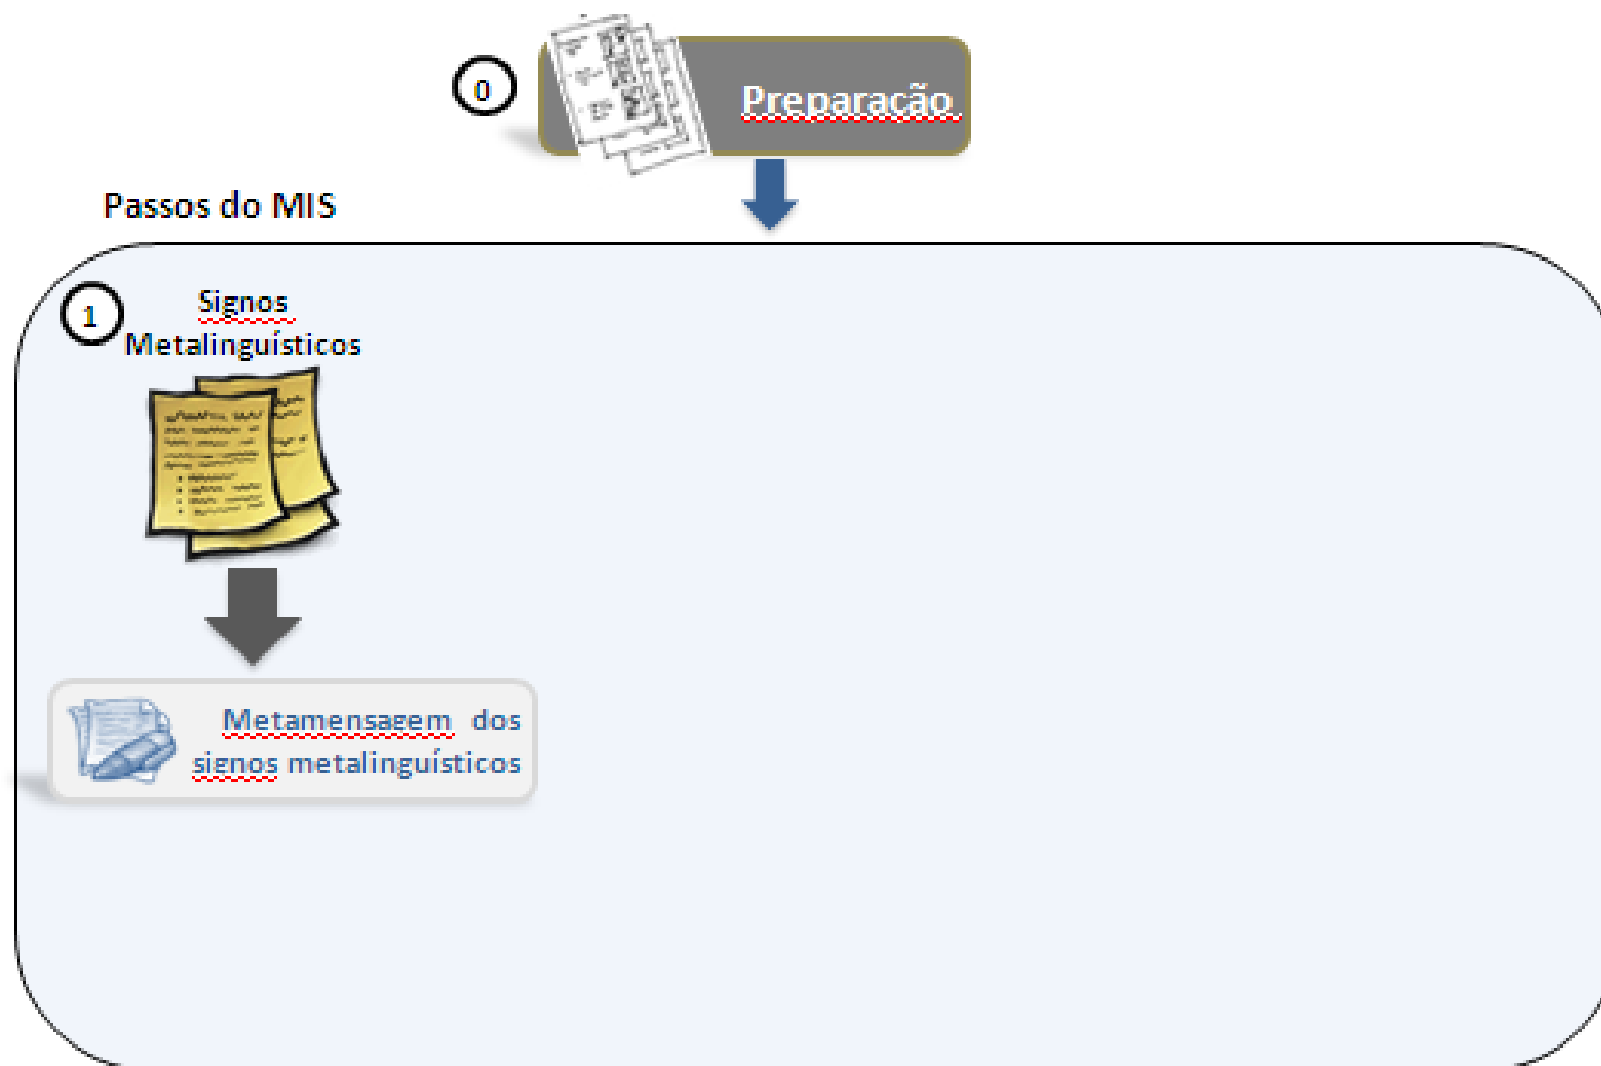 0
Preparação
Passos do MIS
1
Signos
Metalinguísticos
Metamensagem dos
signos metalinguísticos